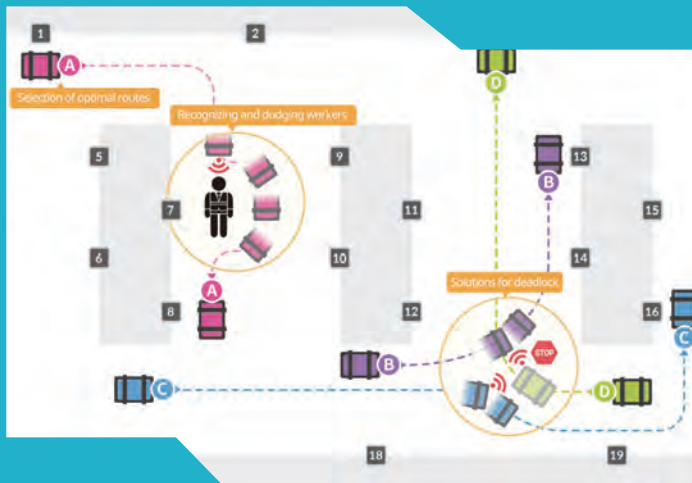 1
2
A
Selection of optimal routes
D
Recognizing and dodging workers
5
9
13
B
7
11
15
6
10
14
A
Solutions for deadlock
8
12
16
STOP
C
B
C
D
18
19